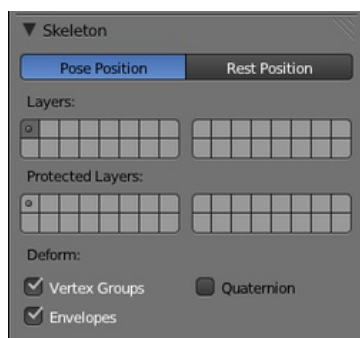 Skeleton
Pose Position Rest Position
Layers:
Protected Layers:
Deform:
Vertex Groups Quaternion
Envelopes